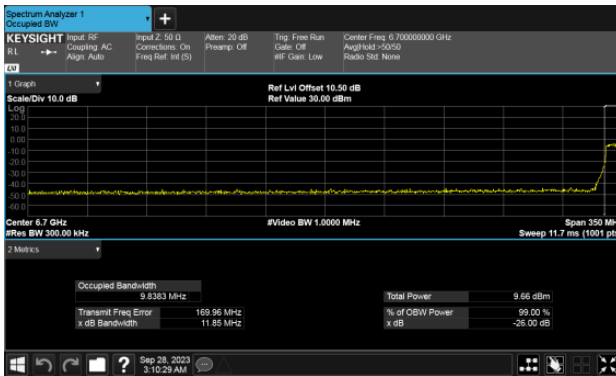 Spectrum Analyzer 1
Occupied BW
KEYSIGHT Input: RF Input Z: 50 Ω Atten: 20 dB Trig: Free Run Center Freq: 6.700000000 GHz
RL Coupling: AC Corrections: On Preamp: Off Gate: Off Avg|Hold:>50/50
Align: Auto Freq Ref: Int (S) #IF Gain: Low Radio Std: None
LXI
1 Graph
Ref Lvl Offset 10.50 dB
Scale/Div 10.0 dB Ref Value 30.00 dBm
Log
20.0
10.0
0.00
-10.0
-20.0
-30.0
-40.0
-50.0
-60.0
Center 6.7 GHz #Video BW 1.0000 MHz Span 350 MH
#Res BW 300.00 kHz Sweep 11.7 ms (1001 pts
2 Metrics
Occupied Bandwidth
9.8383 MHz Total Power 9.66 dBm
Transmit Freq Error 169.96 MHz % of OBW Power 99.00 %
x dB Bandwidth 11.85 MHz x dB -26.00 dB
Sep 28, 2023
3:10:29 AM